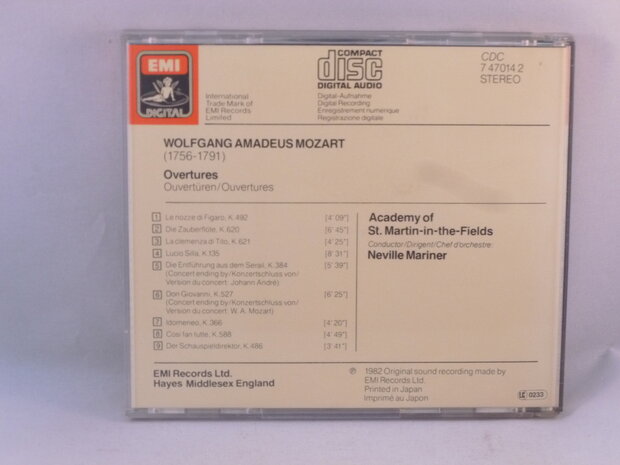 EMI
DIGITAL
International
Trade Mark of
EMI Records
Limited
COMPACT
disc
DIGITAL AUDIO
Digital-Aufnahme
Digital Recording
Enregistrement numérique
Registrazione digitale
CDC
7 47014 2
STEREO
WOLFGANG AMADEUS MOZART
(1756-1791)
Overtures
Ouvertüren/Ouvertures
1 Le nozze di Figaro, K.492 [4' 09"]
2 Die Zauberflöte, K.620 [6' 45"]
3 La clemenza di Tito, K.621 [4' 25"]
4 Lucio Silla, K.135 [8' 31"]
5 Die Entführung aus dem Serail, K.384 [5' 39"]
(Concert ending by/Konzertschluss von/
Version du concert: Johann André)
6 Don Giovanni, K.527 [6' 25"]
(Concert ending by/Konzertschluss von/
Version du concert: W. A. Mozart)
7 Idomeneo, K.366 [4' 20"]
8 Così fan tutte, K.588 [4' 49"]
9 Der Schauspieldirektor, K.486 [3' 41"]
Academy of
St. Martin-in-the-Fields
Conductor/Dirigent/Chef d'orchestre:
Neville Mariner
EMI Records Ltd.
Hayes Middlesex England
℗ 1982 Original sound recording made by
EMI Records Ltd.
Printed in Japan
Imprimé au Japon
LC 0233